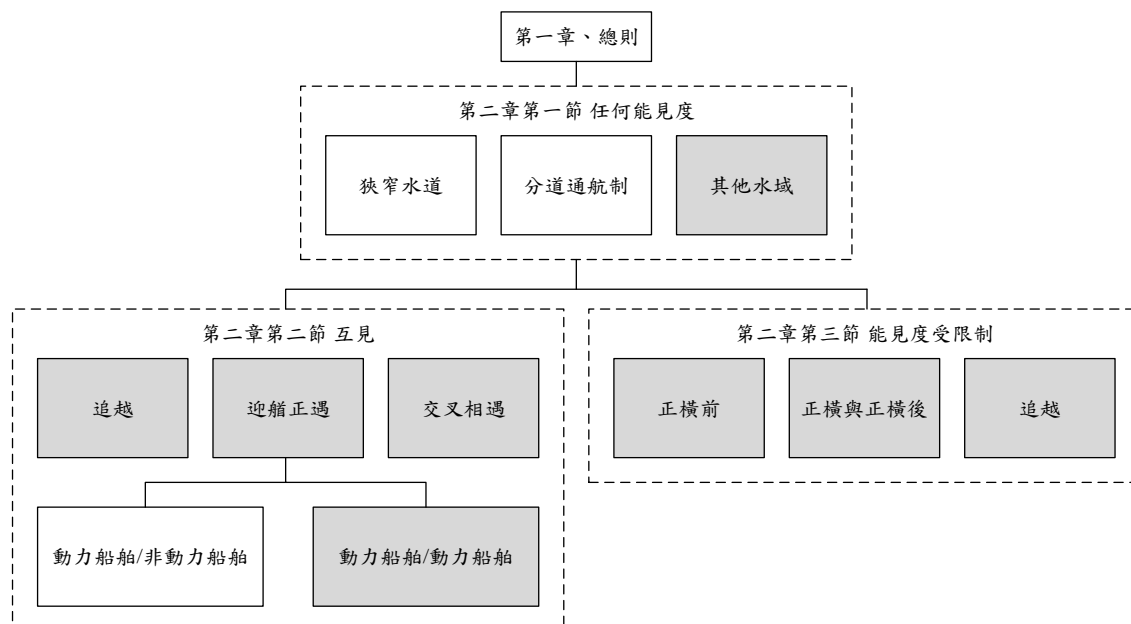 第一章、總則
第二章第一節 任何能見度
狹窄水道
分道通航制
其他水域
第二章第二節 互見
追越
迎艏正遇
交叉相遇
動力船舶/非動力船舶
動力船舶/動力船舶
第二章第三節 能見度受限制
正橫前
正橫與正橫後
追越